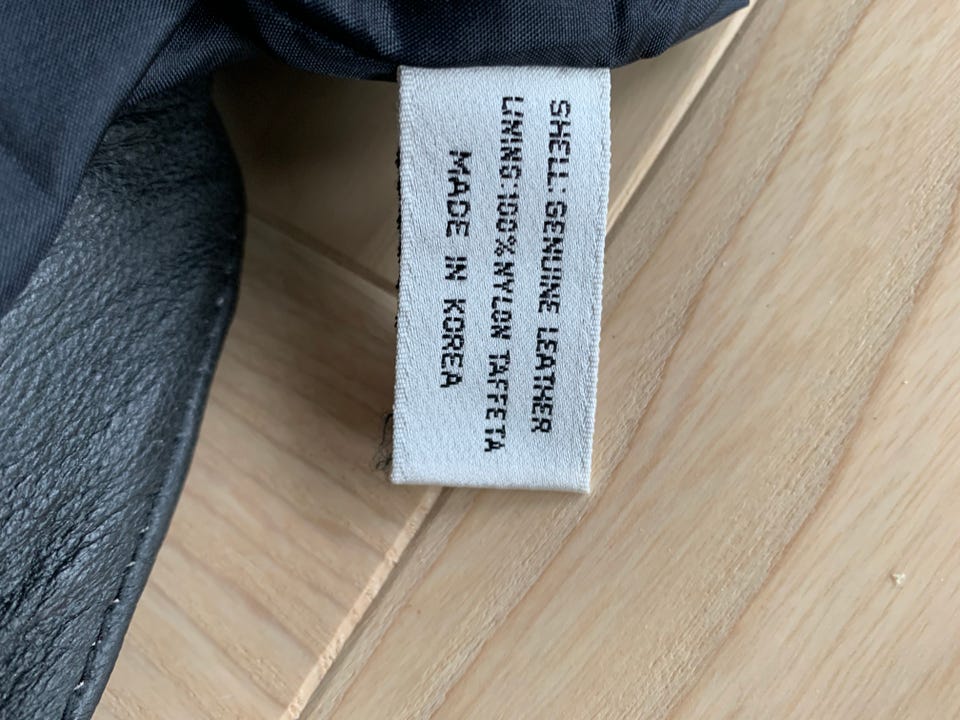 SHELL: GENUINE LEATHER
LINING:100% NYLON TAFFETA
MADE IN KOREA